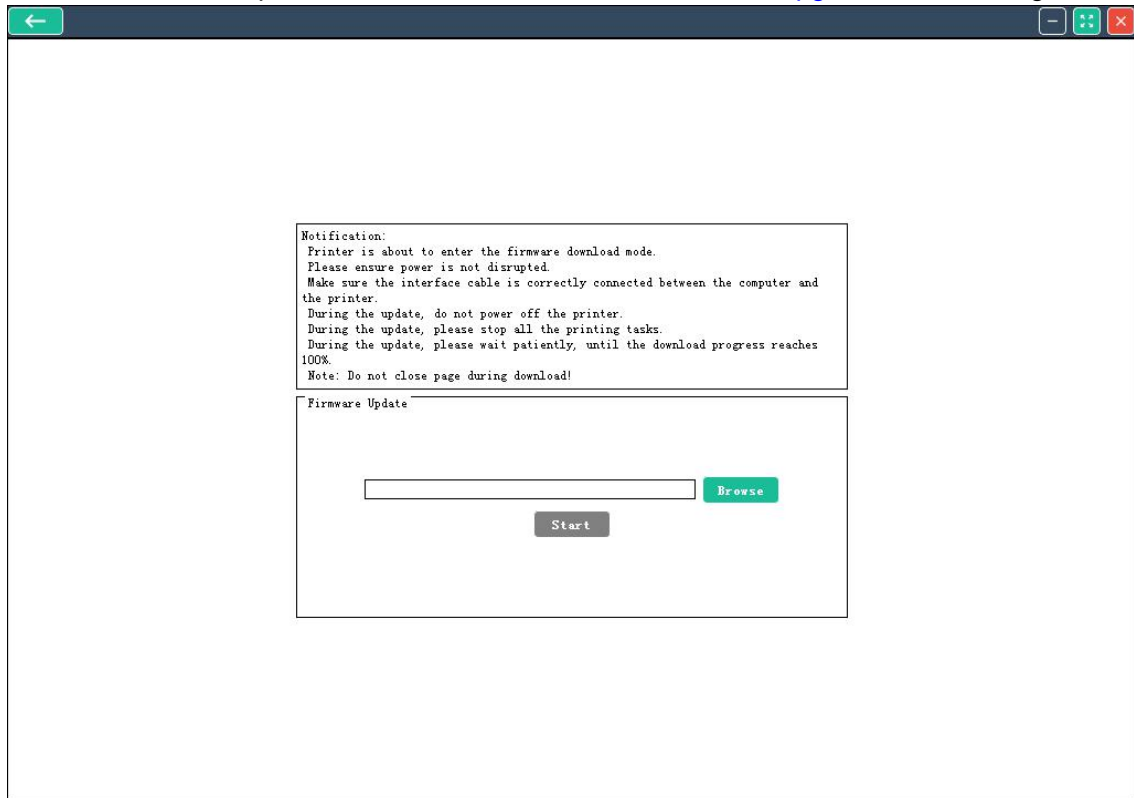 Notification:
Printer is about to enter the firmware download mode.
Please ensure power is not disrupted.
Make sure the interface cable is correctly connected between the computer and
the printer.
During the update, do not power off the printer.
During the update, please stop all the printing tasks.
During the update, please wait patiently, until the download progress reaches
100%.
Note: Do not close page during download!
Firmware Update
Browse
Start